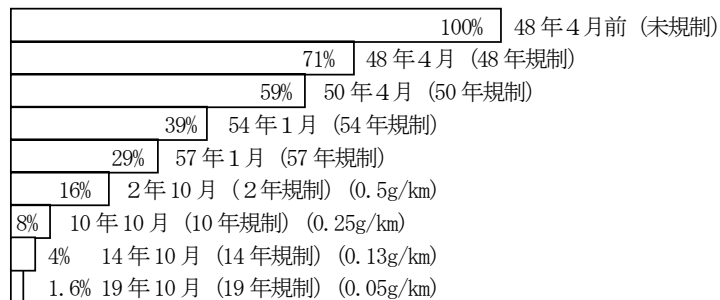 100% 48年4月前（未規制）
71% 48年4月（48年規制）
59% 50年4月（50年規制）
39% 54年1月（54年規制）
29% 57年1月（57年規制）
16% 2年10月（2年規制）（0.5g/km）
8% 10年10月（10年規制）（0.25g/km）
4% 14年10月（14年規制）（0.13g/km）
1.6% 19年10月（19年規制）（0.05g/km）